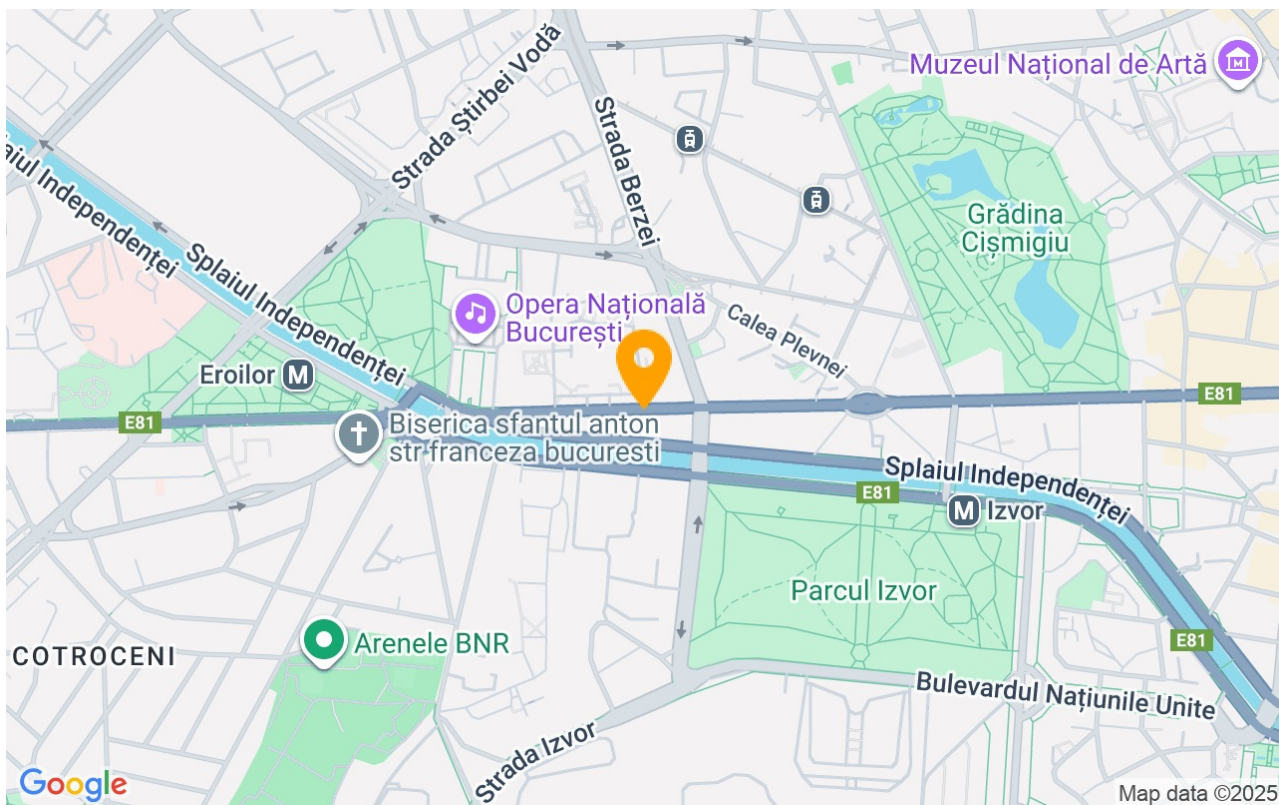 Muzeul Național de Artă
Strada Știrbei Vodă
Strada Berzei
Splaiul Independenței
Grădina
Cișmigiu
Splaiul Independenței
Opera Națională
București
Calea Plevnei
Eroilor
M
E81
E81
Biserica sfantul anton
str franceza bucuresti
Splaiul Independenței
E81
M
Izvor
Parcul Izvor
Arenele BNR
E81
COTROCENI
Bulevardul Națiunile Unite
Strada Izvor
Google
Map data ©2025